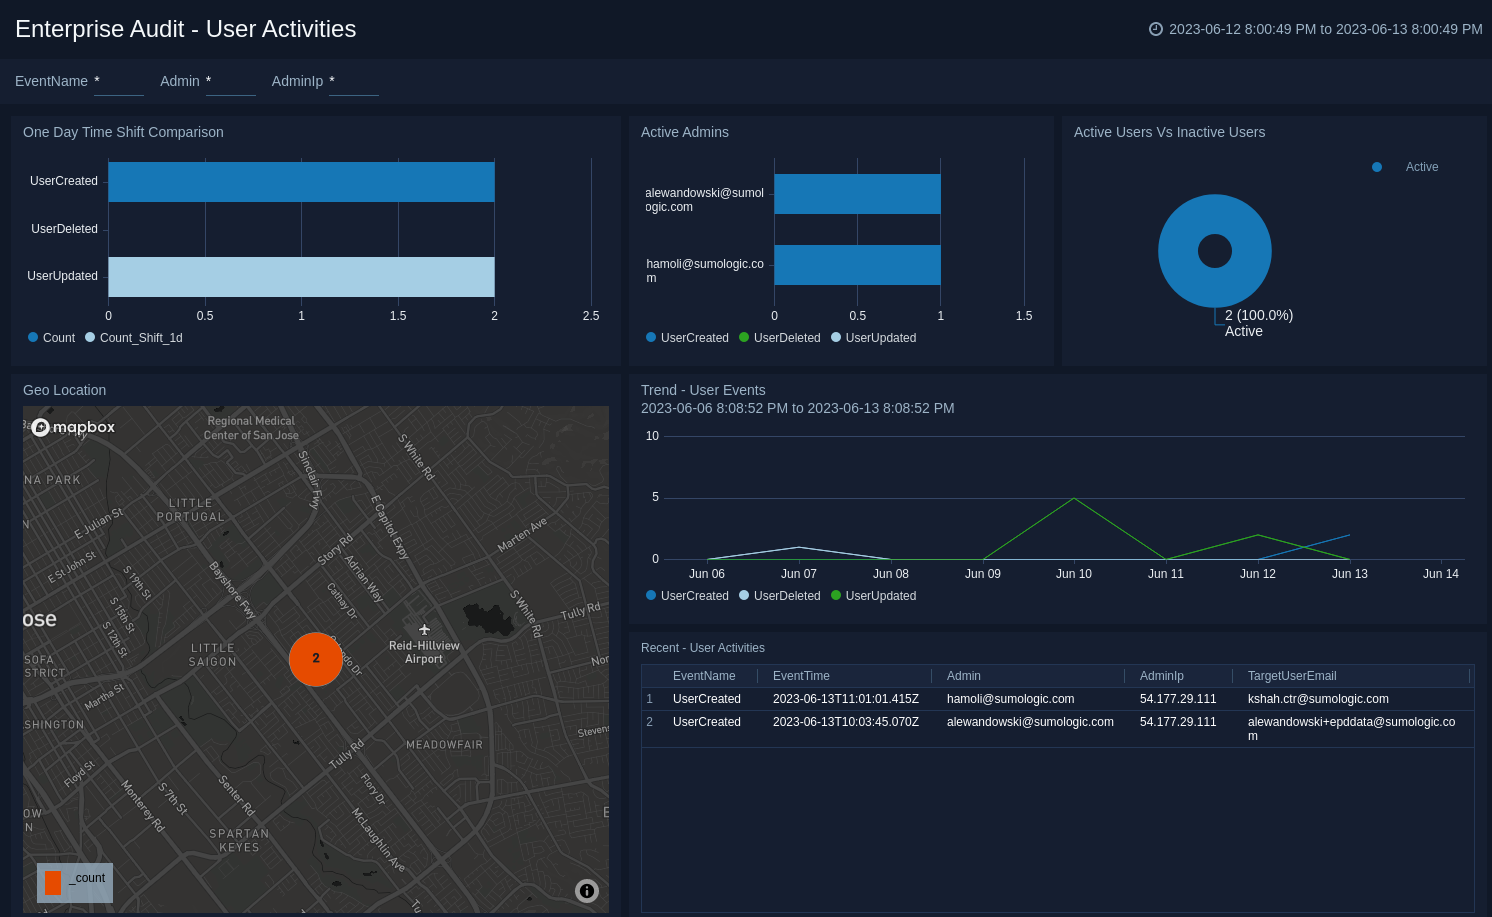 Enterprise Audit - User Activities
2023-06-12 8:00:49 PM to 2023-06-13 8:00:49 PM
EventName *
Admin *
AdminIp *
One Day Time Shift Comparison
UserCreated
UserDeleted
UserUpdated
0 0.5 1 1.5 2 2.5
Count Count_Shift_1d
Active Admins
alewandowski@sumol
ogic.com
hamoli@sumologic.co
m
0 0.5 1 1.5
UserCreated UserDeleted UserUpdated
Active Users Vs Inactive Users
Active
2 (100.0%)
Active
Geo Location
mapbox
Regional Medical
Center of San Jose
NA PARK
LITTLE
PORTUGAL
Sinclair Fwy
S White Rd
E Capitol Expy
E Julian St
Marten Ave
Story Rd
E St John St
Adrian Way
Bayshore Fwy
S 19th St
Cathay Dr
S 15th St
S 12th St
S White Rd
Tully Rd
ose
Reid-Hillview
Airport
LITTLE
SAIGON
2
SOFA
STRICT
Nor
Martha St
SHINGTON
Stevens
MEADOWFAIR
Tully Rd
Floyd St
Monterey Rd
S 7th St
Senter Rd
Flory Dr
McLaughlin Ave
OW
N
E
SPARTAN
KEYES
Tu
_count
Trend - User Events
2023-06-06 8:08:52 PM to 2023-06-13 8:08:52 PM
10
5
0
Jun 06 Jun 07 Jun 08 Jun 09 Jun 10 Jun 11 Jun 12 Jun 13 Jun 14
UserCreated UserDeleted UserUpdated
Recent - User Activities
EventName EventTime Admin AdminIp TargetUserEmail
1 UserCreated 2023-06-13T11:01:01.415Z hamoli@sumologic.com 54.177.29.111 kshah.ctr@sumologic.com
2 UserCreated 2023-06-13T10:03:45.070Z alewandowski@sumologic.com 54.177.29.111 alewandowski+epddata@sumologic.co
m